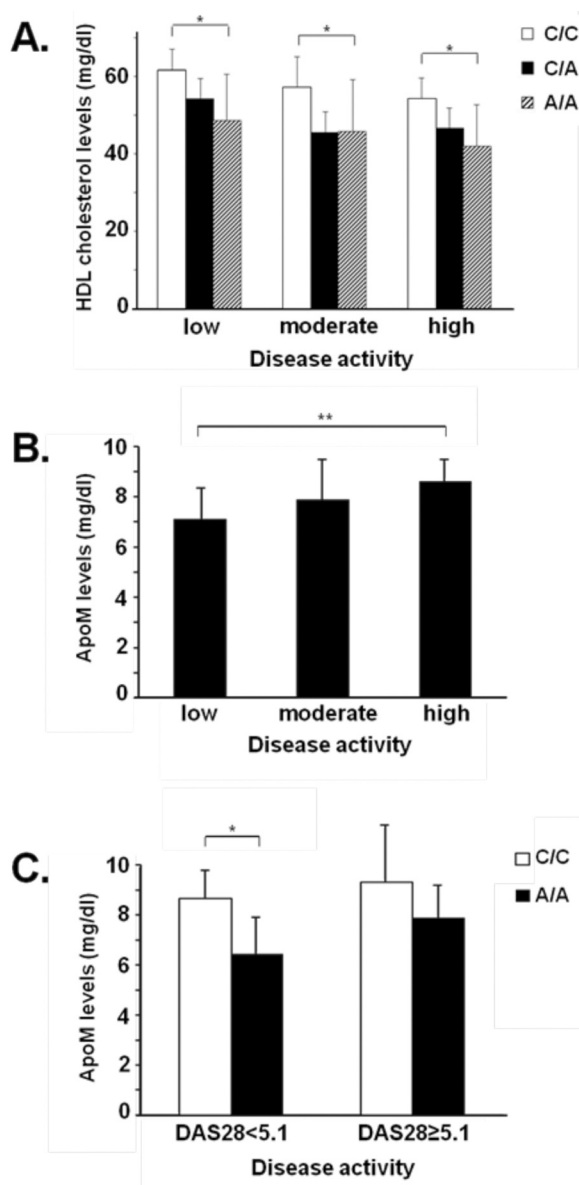 A.
HDL cholesterol levels (mg/dl)
60
40
20
0
*
*
*
C/C
C/A
A/A
low moderate high
Disease activity
B.
ApoM levels (mg/dl)
10
8
6
4
2
0
**
low moderate high
Disease activity
C.
ApoM levels (mg/dl)
10
8
6
4
2
0
*
C/C
A/A
DAS28<5.1 DAS28≥5.1
Disease activity